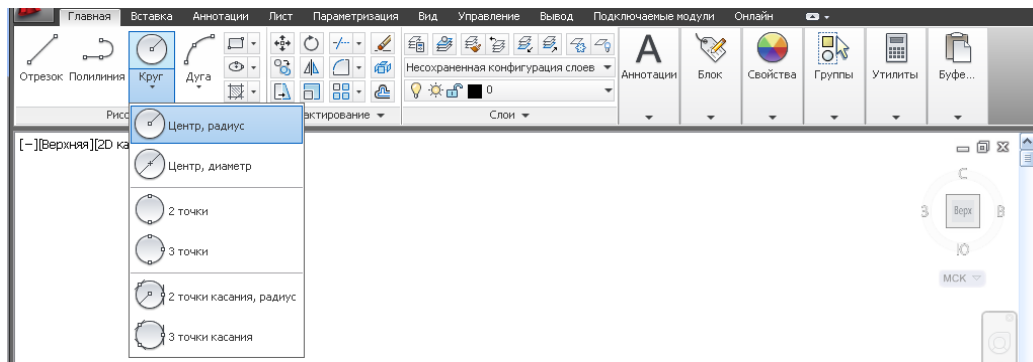 Главная Вставка Аннотации Лист Параметризация Вид Управление Вывод Подключаемые модули Онлайн
Отрезок Полилиния Круг Дуга
Несохраненная конфигурация слоев
0
Аннотации Блок Свойства Группы Утилиты Буфе...
Рисо
актирование Слои
[−][Верхняя][2D ка
Центр, радиус
Центр, диаметр
2 точки
3 точки
2 точки касания, радиус
3 точки касания
С
З Верх В
Ю
МСК